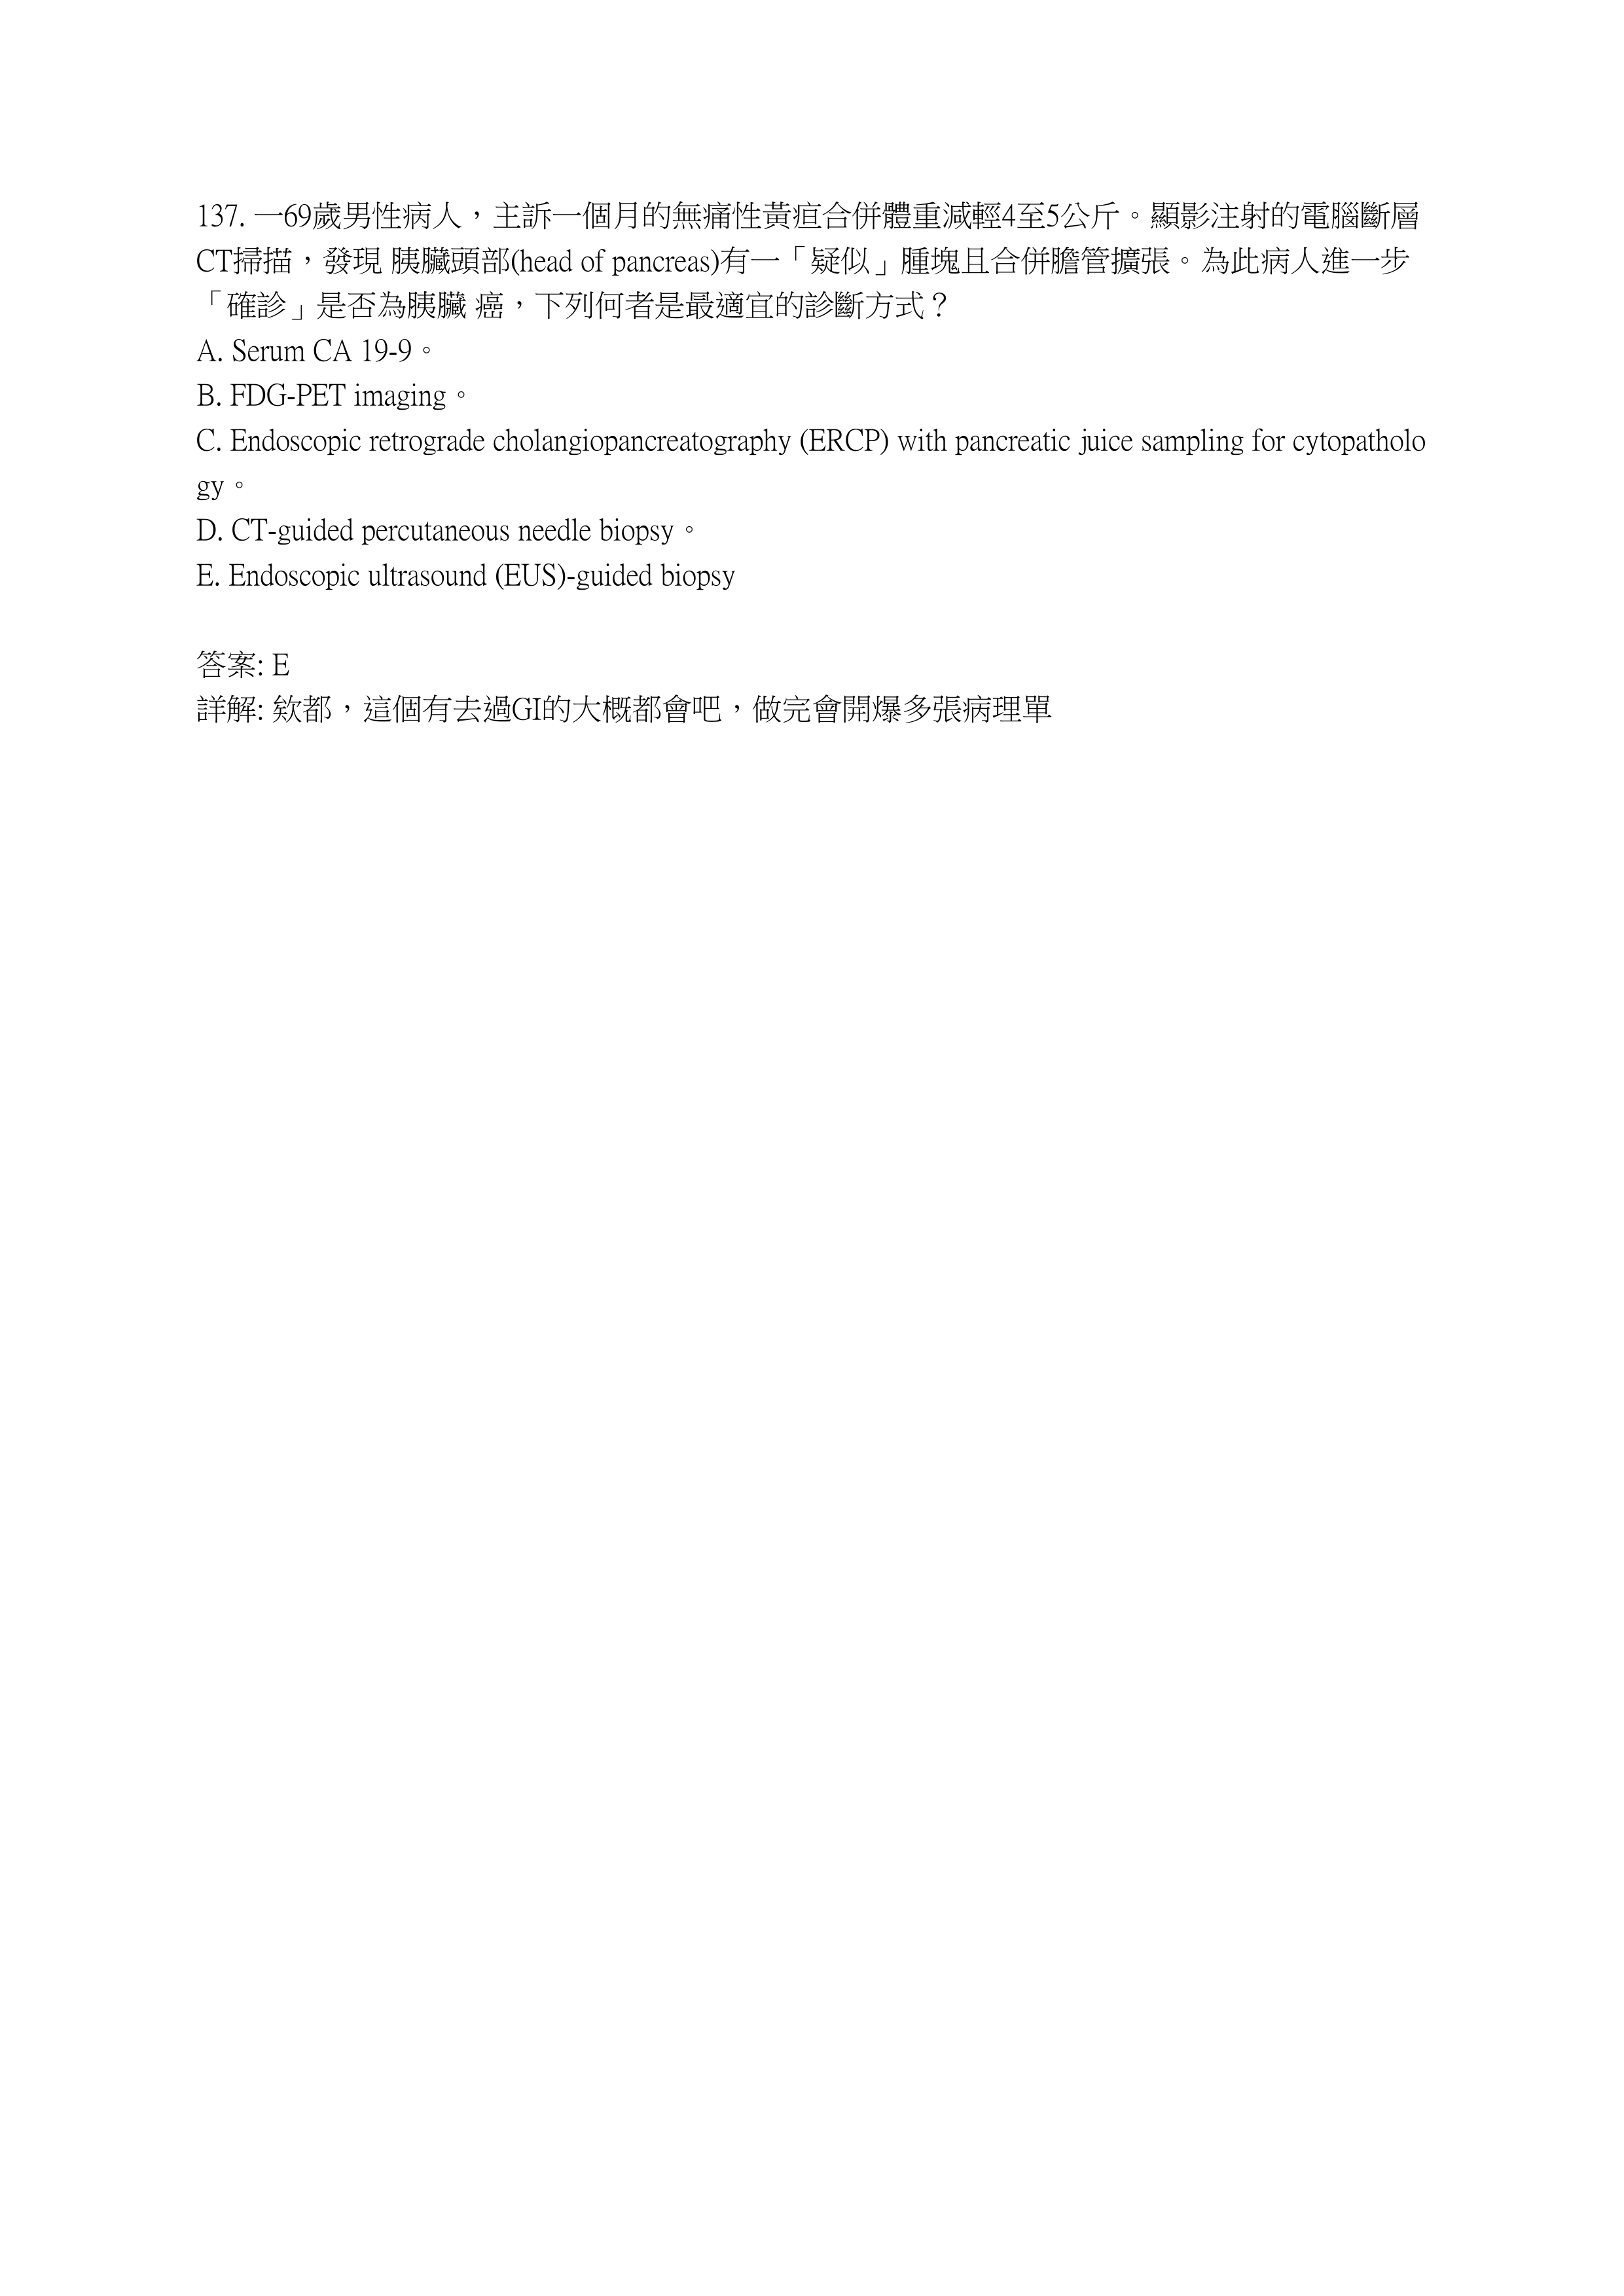 137. 一69歲男性病人，主訴一個月的無痛性黃疸合併體重減輕4至5公斤。顯影注射的電腦斷層
CT掃描，發現 胰臟頭部(head of pancreas)有一「疑似」腫塊且合併膽管擴張。為此病人進一步
「確診」是否為胰臟 癌，下列何者是最適宜的診斷方式？
A. Serum CA 19-9。
B. FDG-PET imaging。
C. Endoscopic retrograde cholangiopancreatography (ERCP) with pancreatic juice sampling for cytopatholo
gy。
D. CT-guided percutaneous needle biopsy。
E. Endoscopic ultrasound (EUS)-guided biopsy
答案: E
詳解: 欸都，這個有去過GI的大概都會吧，做完會開爆多張病理單